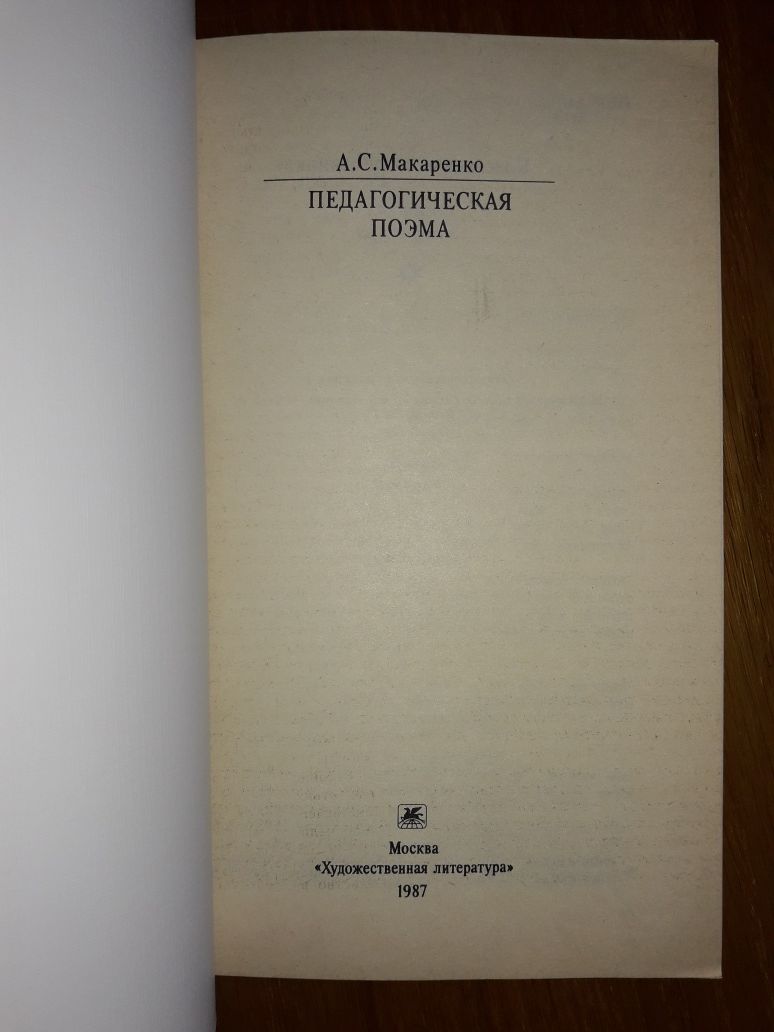 А.С.Макаренко
ПЕДАГОГИЧЕСКАЯ
ПОЭМА
Москва
«Художественная литература»
1987